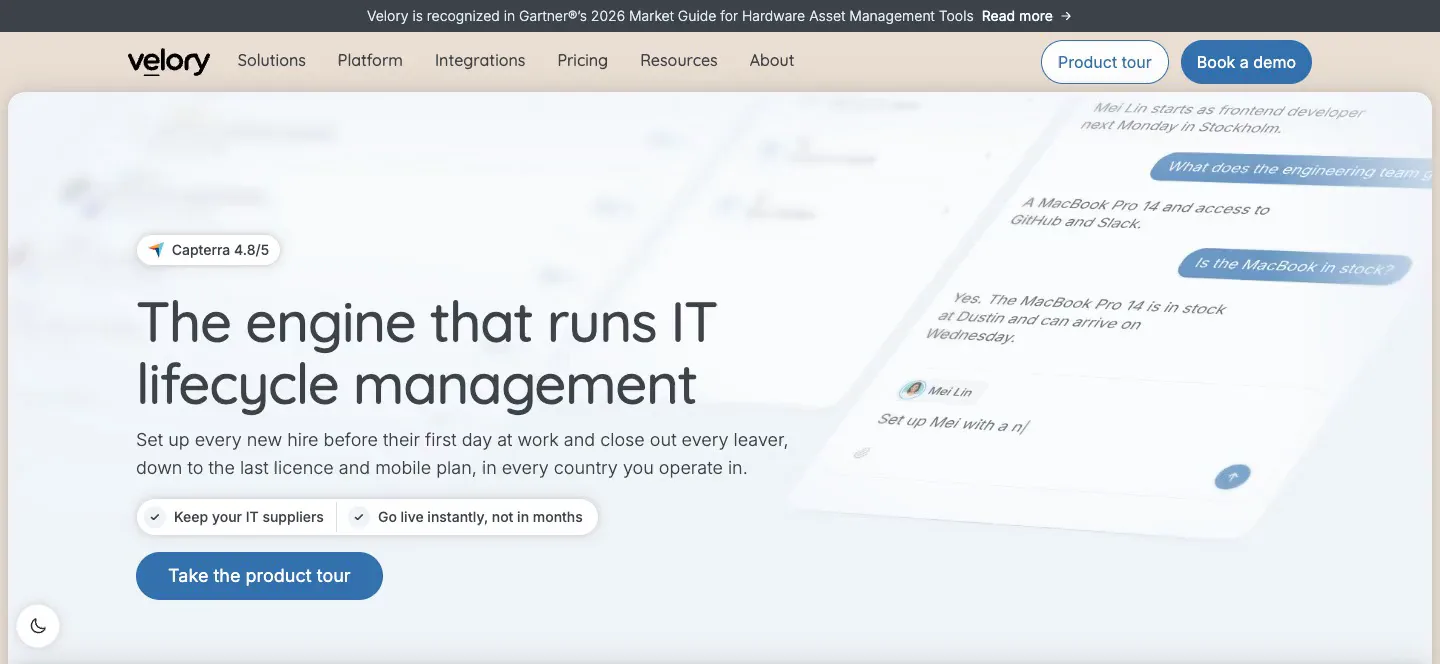 Velory is recognized in Gartner®'s 2026 Market Guide for Hardware Asset Management Tools Read more →
velory Solutions Platform Integrations Pricing Resources About Product tour Book a demo
Mei Lin starts as frontend developer
next Monday in Stockholm.
What does the engineering team
A MacBook Pro 14 and access to
GitHub and Slack.
Is the MacBook in stock?
Yes. The MacBook Pro 14 is in stock
at Dustin and can arrive on
Wednesday.
Mei Lin
Set up Mei with a n
Capterra 4.8/5
The engine that runs IT
lifecycle management
Set up every new hire before their first day at work and close out every leaver,
down to the last licence and mobile plan, in every country you operate in.
Keep your IT suppliers
Go live instantly, not in months
Take the product tour